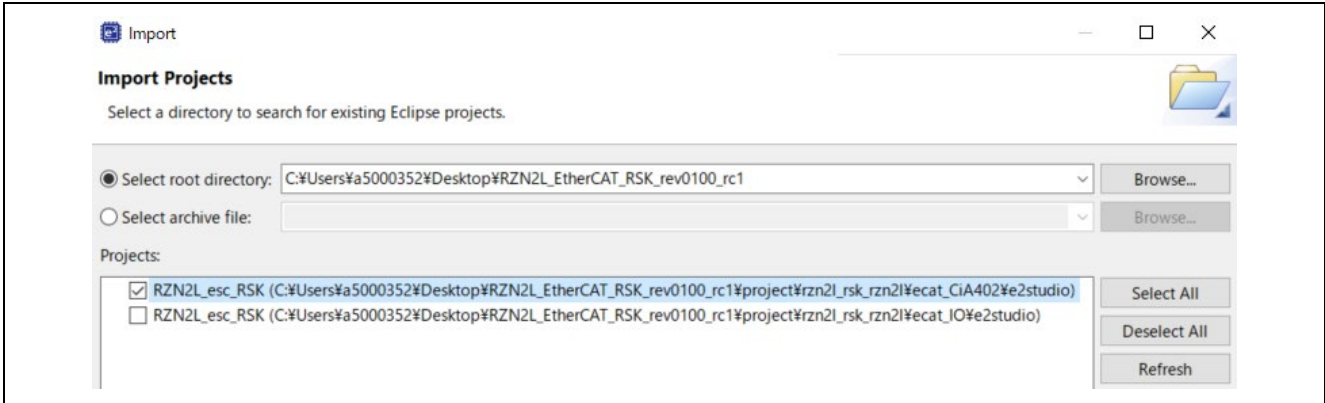 Import
Import Projects
Select a directory to search for existing Eclipse projects.
Select root directory: C:¥Users¥a5000352¥Desktop¥RZN2L_EtherCAT_RSK_rev0100_rc1 Browse...
Select archive file: Browse...
Projects:
RZN2L_esc_RSK (C:¥Users¥a5000352¥Desktop¥RZN2L_EtherCAT_RSK_rev0100_rc1¥project¥rzn2l_rsk_rzn2l¥ecat_CiA402¥e2studio)
RZN2L_esc_RSK (C:¥Users¥a5000352¥Desktop¥RZN2L_EtherCAT_RSK_rev0100_rc1¥project¥rzn2l_rsk_rzn2l¥ecat_IO¥e2studio)
Select All
Deselect All
Refresh